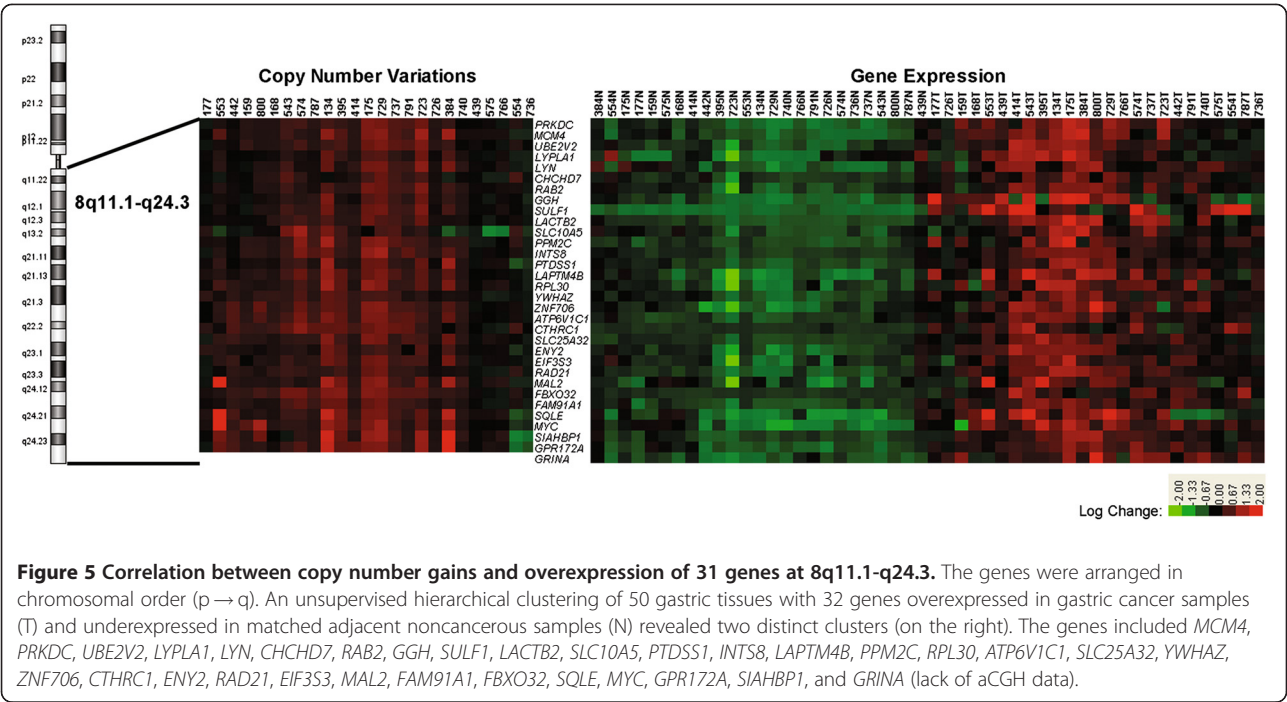 p23.2
p22
p21.2
p11.22
q11.22
q12.1
q12.3
q13.2
q21.11
q21.13
q21.3
q22.2
q23.1
q23.3
q24.12
q24.21
q24.23
8q11.1-q24.3
Copy Number Variations
177 553 442 159 800 168 543 574 787 134 395 414 175 729 737 791 723 726 384 740 439 575 766 554 736
PRKDC
MCM4
UBE2V2
LYPLA1
LYN
CHCHD7
RAB2
GGH
SULF1
LACTB2
SLC10A5
PPM2C
INTS8
PTDSS1
LAPTM4B
RPL30
YWHAZ
ZNF706
ATP6V1C1
CTHRC1
SLC25A32
ENY2
EIF3S3
RAD21
MAL2
FBXO32
FAM91A1
SQLE
MYC
SIAHBP1
GPR172A
GRINA
Gene Expression
384N 554N 175N 177N 159N 575N 168N 414N 442N 395N 723N 553N 134N 729N 740N 766N 791N 726N 574N 736N 737N 543N 800N 787N 439N 177T 726T 159T 168T 553T 439T 414T 543T 395T 134T 175T 384T 800T 729T 766T 574T 737T 723T 442T 791T 740T 575T 554T 787T 736T
Log Change:
-2.00 -1.33 -0.67 0.00 0.67 1.33 2.00
Figure 5 Correlation between copy number gains and overexpression of 31 genes at 8q11.1-q24.3. The genes were arranged in
chromosomal order (p → q). An unsupervised hierarchical clustering of 50 gastric tissues with 32 genes overexpressed in gastric cancer samples
(T) and underexpressed in matched adjacent noncancerous samples (N) revealed two distinct clusters (on the right). The genes included MCM4,
PRKDC, UBE2V2, LYPLA1, LYN, CHCHD7, RAB2, GGH, SULF1, LACTB2, SLC10A5, PTDSS1, INTS8, LAPTM4B, PPM2C, RPL30, ATP6V1C1, SLC25A32, YWHAZ,
ZNF706, CTHRC1, ENY2, RAD21, EIF3S3, MAL2, FAM91A1, FBXO32, SQLE, MYC, GPR172A, SIAHBP1, and GRINA (lack of aCGH data).